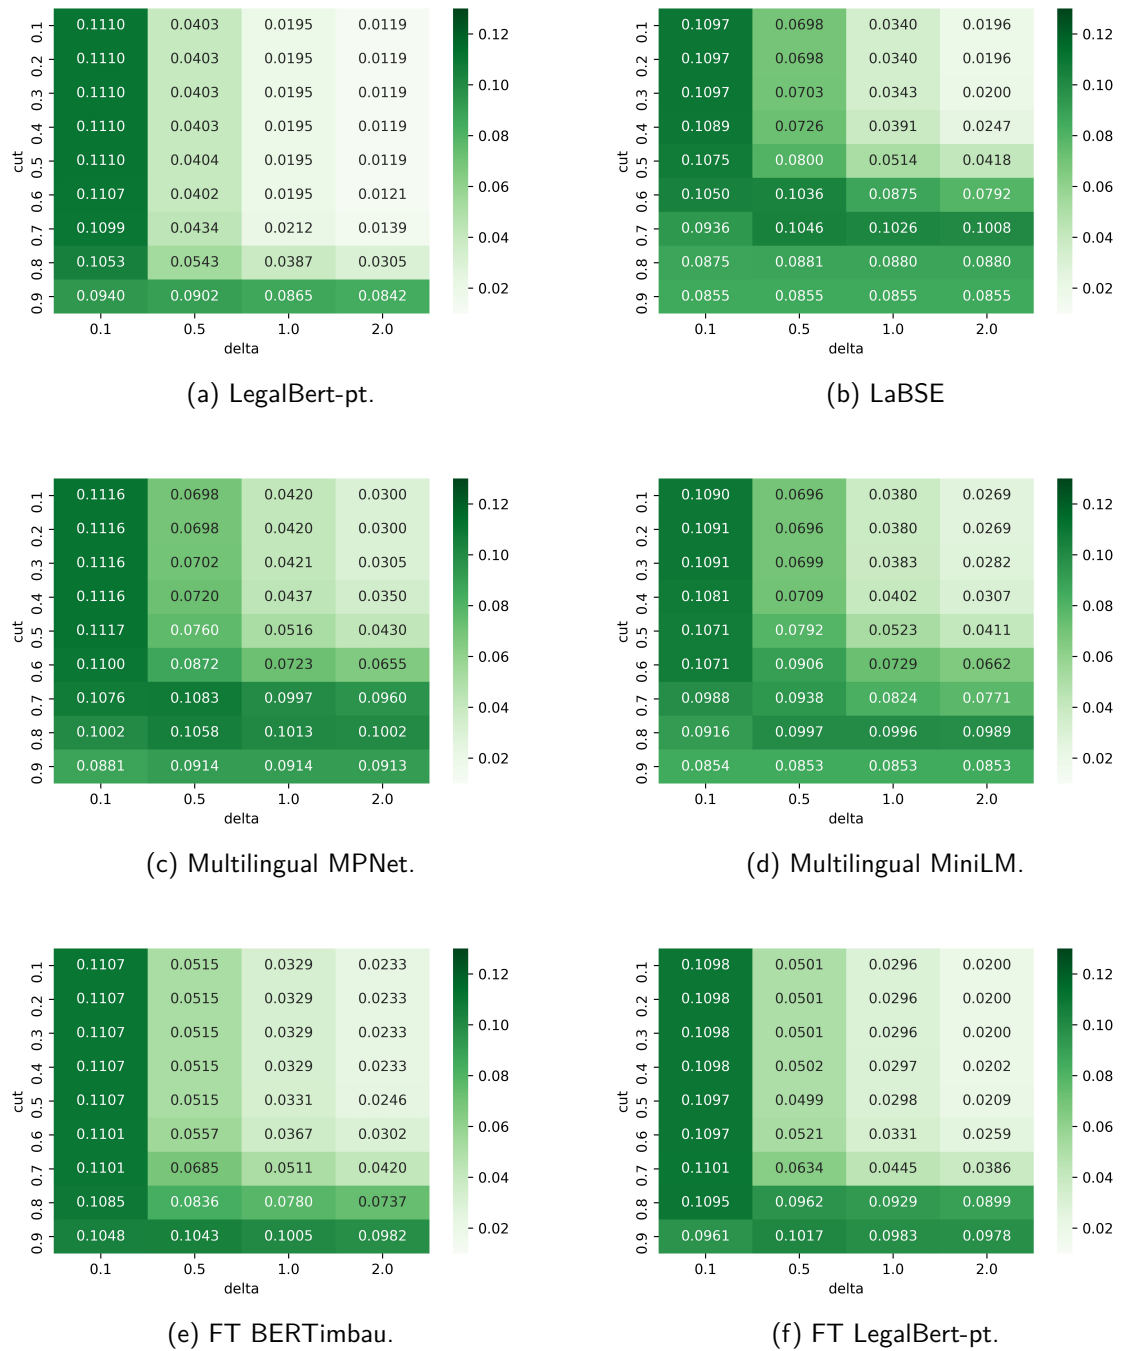 0.1 0.1110 0.0403 0.0195 0.0119
0.2 0.1110 0.0403 0.0195 0.0119
0.3 0.1110 0.0403 0.0195 0.0119
0.4 0.1110 0.0403 0.0195 0.0119
0.5 0.1110 0.0404 0.0195 0.0119
0.6 0.1107 0.0402 0.0195 0.0121
0.7 0.1099 0.0434 0.0212 0.0139
0.8 0.1053 0.0543 0.0387 0.0305
0.9 0.0940 0.0902 0.0865 0.0842
cut
0.1 0.5 1.0 2.0
delta
0.12
0.10
0.08
0.06
0.04
0.02
(a) LegalBert-pt.
0.1 0.1097 0.0698 0.0340 0.0196
0.2 0.1097 0.0698 0.0340 0.0196
0.3 0.1097 0.0703 0.0343 0.0200
0.4 0.1089 0.0726 0.0391 0.0247
0.5 0.1075 0.0800 0.0514 0.0418
0.6 0.1050 0.1036 0.0875 0.0792
0.7 0.0936 0.1046 0.1026 0.1008
0.8 0.0875 0.0881 0.0880 0.0880
0.9 0.0855 0.0855 0.0855 0.0855
cut
0.1 0.5 1.0 2.0
delta
0.12
0.10
0.08
0.06
0.04
0.02
(b) LaBSE
0.1 0.1116 0.0698 0.0420 0.0300
0.2 0.1116 0.0698 0.0420 0.0300
0.3 0.1116 0.0702 0.0421 0.0305
0.4 0.1116 0.0720 0.0437 0.0350
0.5 0.1117 0.0760 0.0516 0.0430
0.6 0.1100 0.0872 0.0723 0.0655
0.7 0.1076 0.1083 0.0997 0.0960
0.8 0.1002 0.1058 0.1013 0.1002
0.9 0.0881 0.0914 0.0914 0.0913
cut
0.1 0.5 1.0 2.0
delta
0.12
0.10
0.08
0.06
0.04
0.02
(c) Multilingual MPNet.
0.1 0.1090 0.0696 0.0380 0.0269
0.2 0.1091 0.0696 0.0380 0.0269
0.3 0.1091 0.0699 0.0383 0.0282
0.4 0.1081 0.0709 0.0402 0.0307
0.5 0.1071 0.0792 0.0523 0.0411
0.6 0.1071 0.0906 0.0729 0.0662
0.7 0.0988 0.0938 0.0824 0.0771
0.8 0.0916 0.0997 0.0996 0.0989
0.9 0.0854 0.0853 0.0853 0.0853
cut
0.1 0.5 1.0 2.0
delta
0.12
0.10
0.08
0.06
0.04
0.02
(d) Multilingual MiniLM.
0.1 0.1107 0.0515 0.0329 0.0233
0.2 0.1107 0.0515 0.0329 0.0233
0.3 0.1107 0.0515 0.0329 0.0233
0.4 0.1107 0.0515 0.0329 0.0233
0.5 0.1107 0.0515 0.0331 0.0246
0.6 0.1101 0.0557 0.0367 0.0302
0.7 0.1101 0.0685 0.0511 0.0420
0.8 0.1085 0.0836 0.0780 0.0737
0.9 0.1048 0.1043 0.1005 0.0982
cut
0.1 0.5 1.0 2.0
delta
0.12
0.10
0.08
0.06
0.04
0.02
(e) FT BERTimbau.
0.1 0.1098 0.0501 0.0296 0.0200
0.2 0.1098 0.0501 0.0296 0.0200
0.3 0.1098 0.0501 0.0296 0.0200
0.4 0.1098 0.0502 0.0297 0.0202
0.5 0.1097 0.0499 0.0298 0.0209
0.6 0.1097 0.0521 0.0331 0.0259
0.7 0.1101 0.0634 0.0445 0.0386
0.8 0.1095 0.0962 0.0929 0.0899
0.9 0.0961 0.1017 0.0983 0.0978
cut
0.1 0.5 1.0 2.0
delta
0.12
0.10
0.08
0.06
0.04
0.02
(f) FT LegalBert-pt.